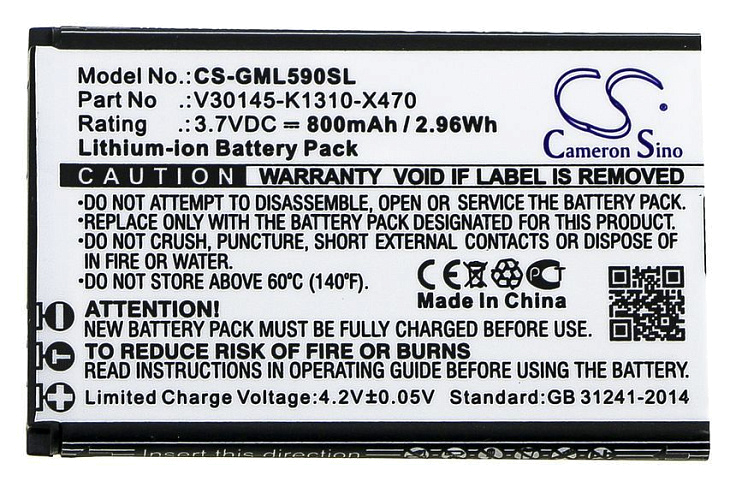 Model No.: CS-GML590SL
Part No : V30145-K1310-X470
Rating : 3.7VDC ⎓ 800mAh / 2.96Wh
Lithium-ion Battery Pack
CS
Cameron Sino
CAUTION WARRANTY VOID IF LABEL IS REMOVED
•DO NOT ATTEMPT TO DISASSEMBLE, OPEN OR SERVICE THE BATTERY PACK.
•REPLACE ONLY WITH THE BATTERY PACK DESIGNATED FOR THIS PRODUCT.
•DO NOT CRUSH, PUNCTURE, SHORT EXTERNAL CONTACTS OR DISPOSE OF
IN FIRE OR WATER.
•DO NOT STORE ABOVE 60°C (140°F).
CE PCT
Made In China
ATTENTION!
NEW BATTERY PACK MUST BE FULLY CHARGE BEFORE USE.
TO REDUCE RISK OF FIRE OR INJURY,
READ INSTRUCTIONS IN OPERATING GUIDE BEFORE CHARGING.
Limited Charge Voltage:4.2V±0.05V Standard:GB 31241-2014